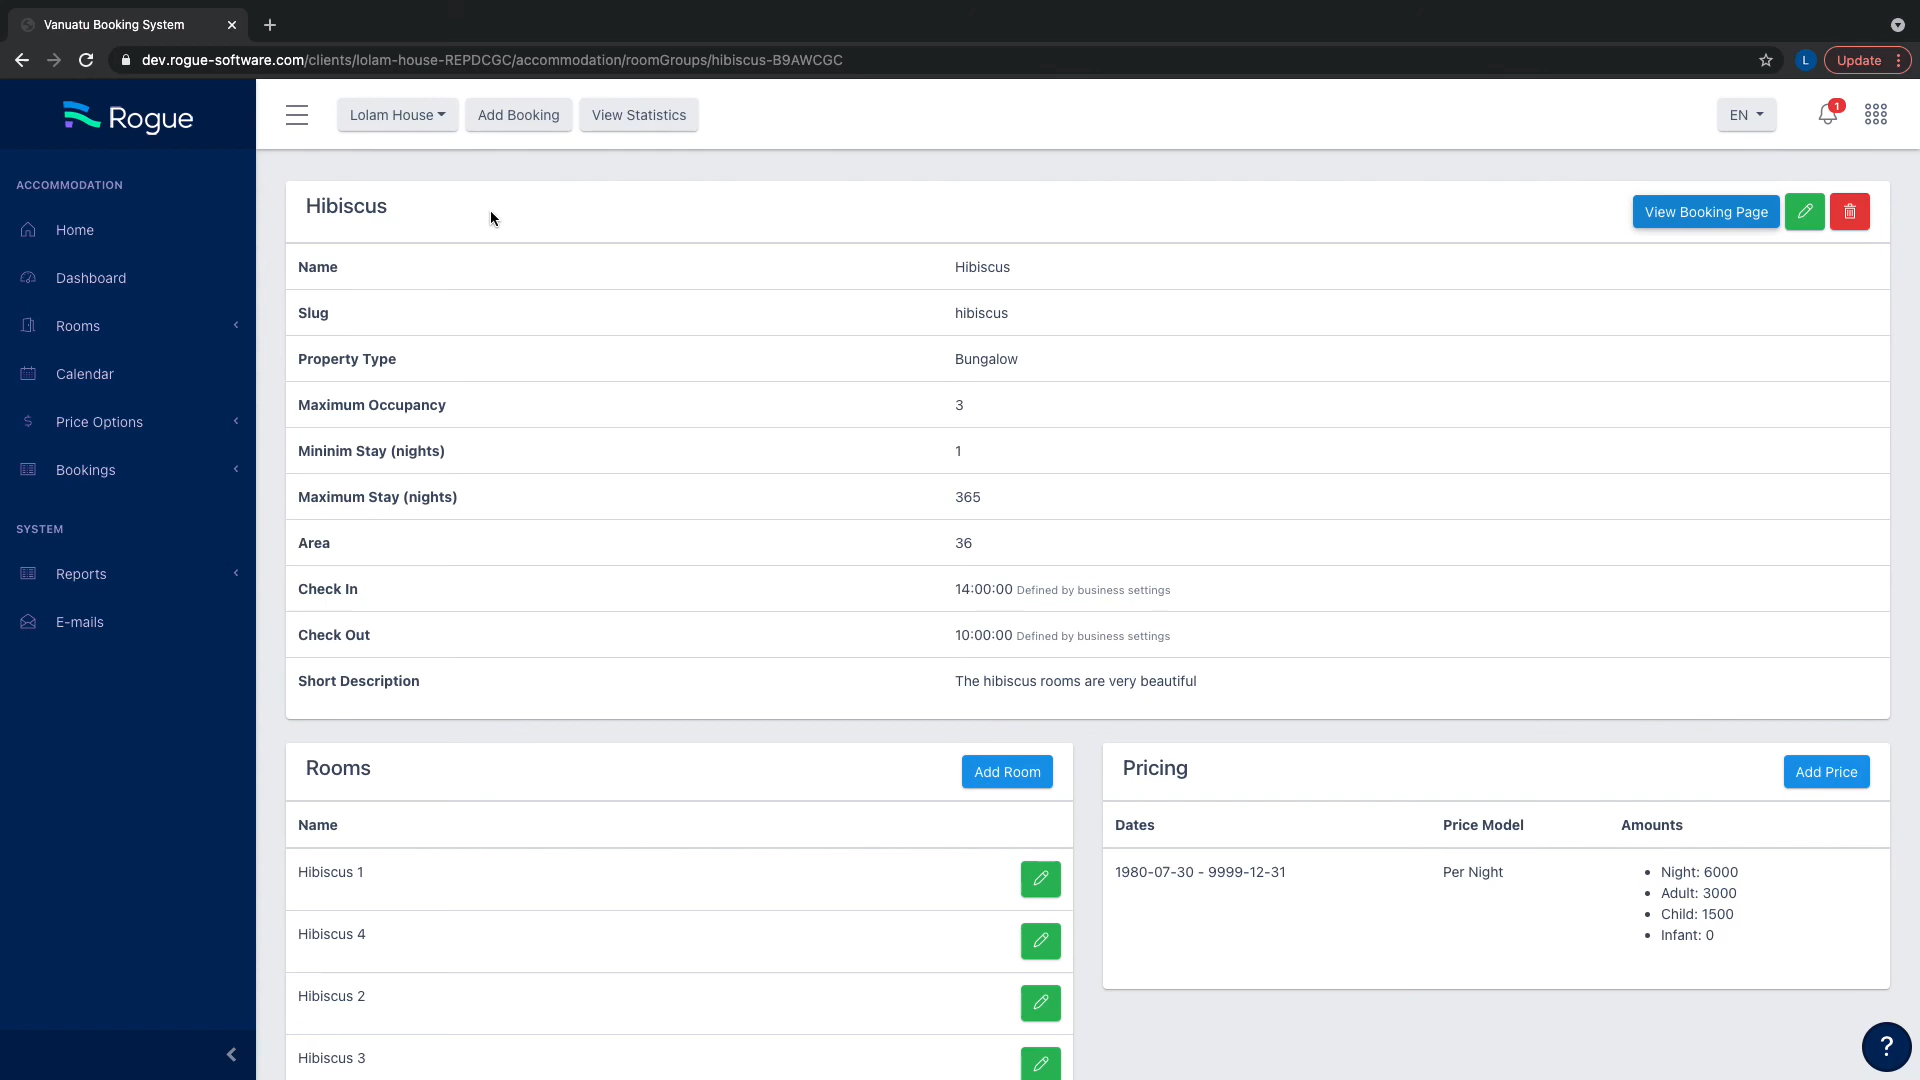 Vanuatu Booking System
dev.rogue-software.com/clients/lolam-house-REPDCGC/accommodation/roomGroups/hibiscus-B9AWCGC
L
Update
Rogue
Lolam House
Add Booking
View Statistics
EN
1
ACCOMMODATION
Home
Dashboard
Rooms
Calendar
Price Options
Bookings
SYSTEM
Reports
E-mails
Hibiscus
View Booking Page
Name Hibiscus
Slug hibiscus
Property Type Bungalow
Maximum Occupancy 3
Mininim Stay (nights) 1
Maximum Stay (nights) 365
Area 36
Check In 14:00:00 Defined by business settings
Check Out 10:00:00 Defined by business settings
Short Description The hibiscus rooms are very beautiful
Rooms
Add Room
Name
Hibiscus 1
Hibiscus 4
Hibiscus 2
Hibiscus 3
Pricing
Add Price
Dates Price Model Amounts
1980-07-30 - 9999-12-31 Per Night
• Night: 6000
• Adult: 3000
• Child: 1500
• Infant: 0
?